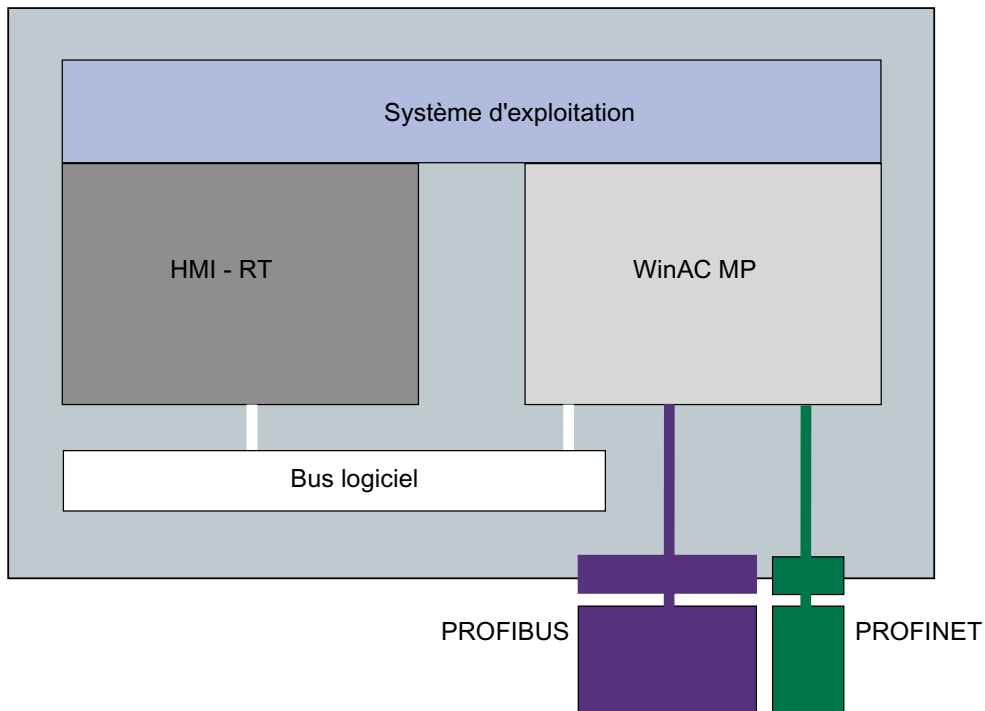 Système d'exploitation
HMI - RT
WinAC MP
Bus logiciel
PROFIBUS
PROFINET